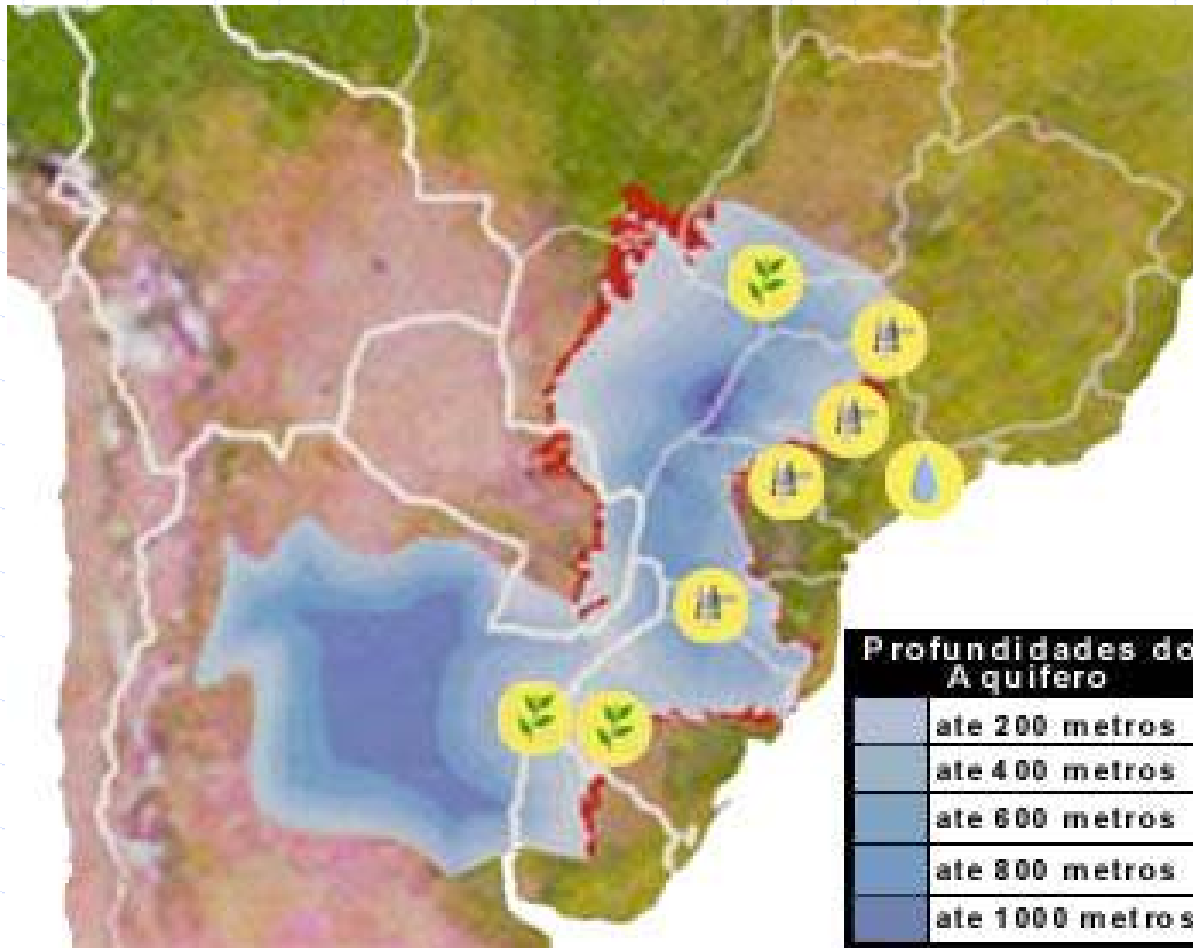 Profundidades do
Aquifero
ate 200 metros
ate 400 metros
ate 600 metros
ate 800 metros
ate 1000 metros